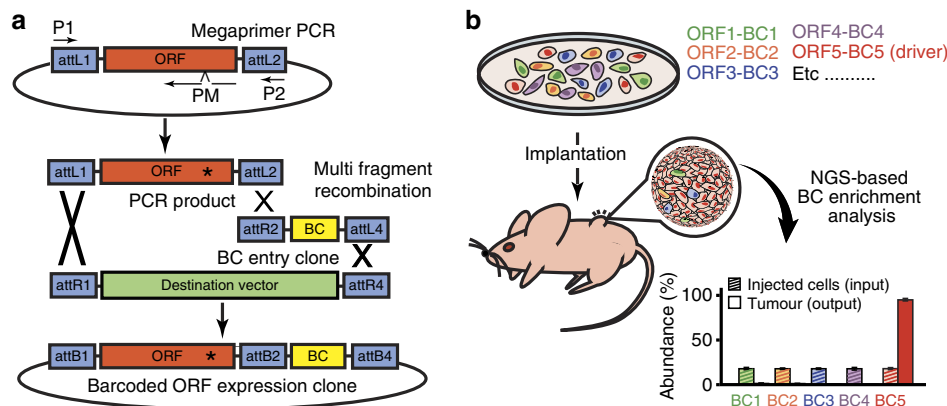 a
P1
Megaprimer PCR
attL1
ORF
attL2
PM
P2
attL1
ORF
*
attL2
Multi fragment
recombination
PCR product
attR2
BC
attL4
BC entry clone
attR1
Destination vector
attR4
attB1
ORF
*
attB2
BC
attB4
Barcoded ORF expression clone
b
ORF1-BC1
ORF4-BC4
ORF2-BC2
ORF5-BC5 (driver)
ORF3-BC3
Etc ..........
Implantation
NGS-based
BC enrichment
analysis
Abundance (%)
100
50
0
Injected cells (input)
Tumour (output)
BC1 BC2 BC3 BC4 BC5